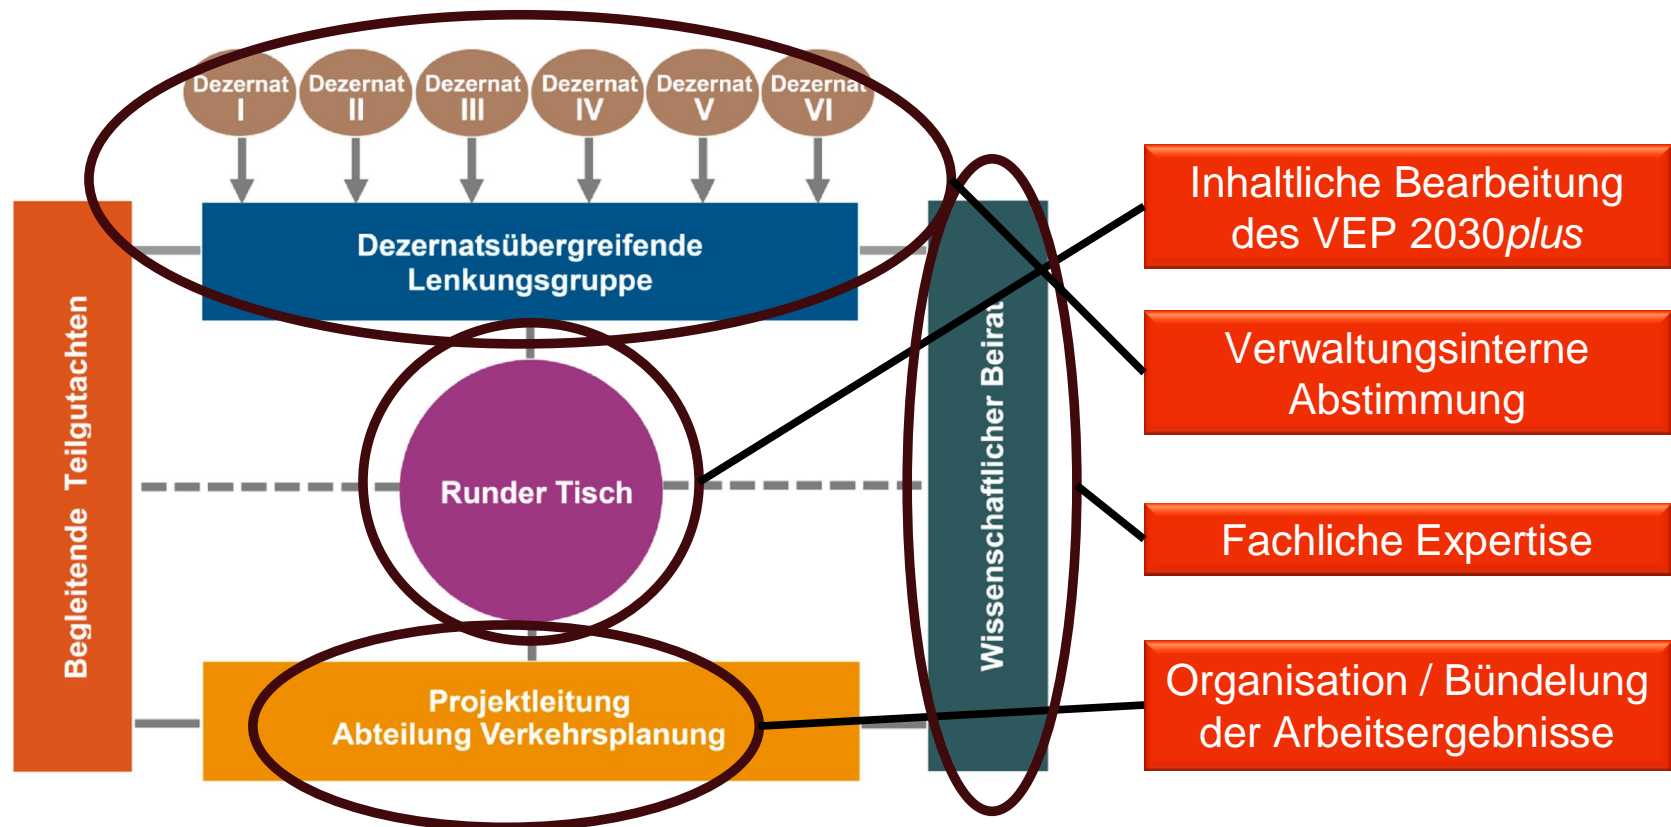 Dezernat
I
Dezernat
II
Dezernat
III
Dezernat
IV
Dezernat
V
Dezernat
VI
Dezernatsübergreifende
Lenkungsgruppe
Begleitende Teilgutachten
Runder Tisch
Wissenschaftlicher Beirat
Projektleitung
Abteilung Verkehrsplanung
Inhaltliche Bearbeitung
des VEP 2030plus
Verwaltungsinterne
Abstimmung
Fachliche Expertise
Organisation / Bündelung
der Arbeitsergebnisse